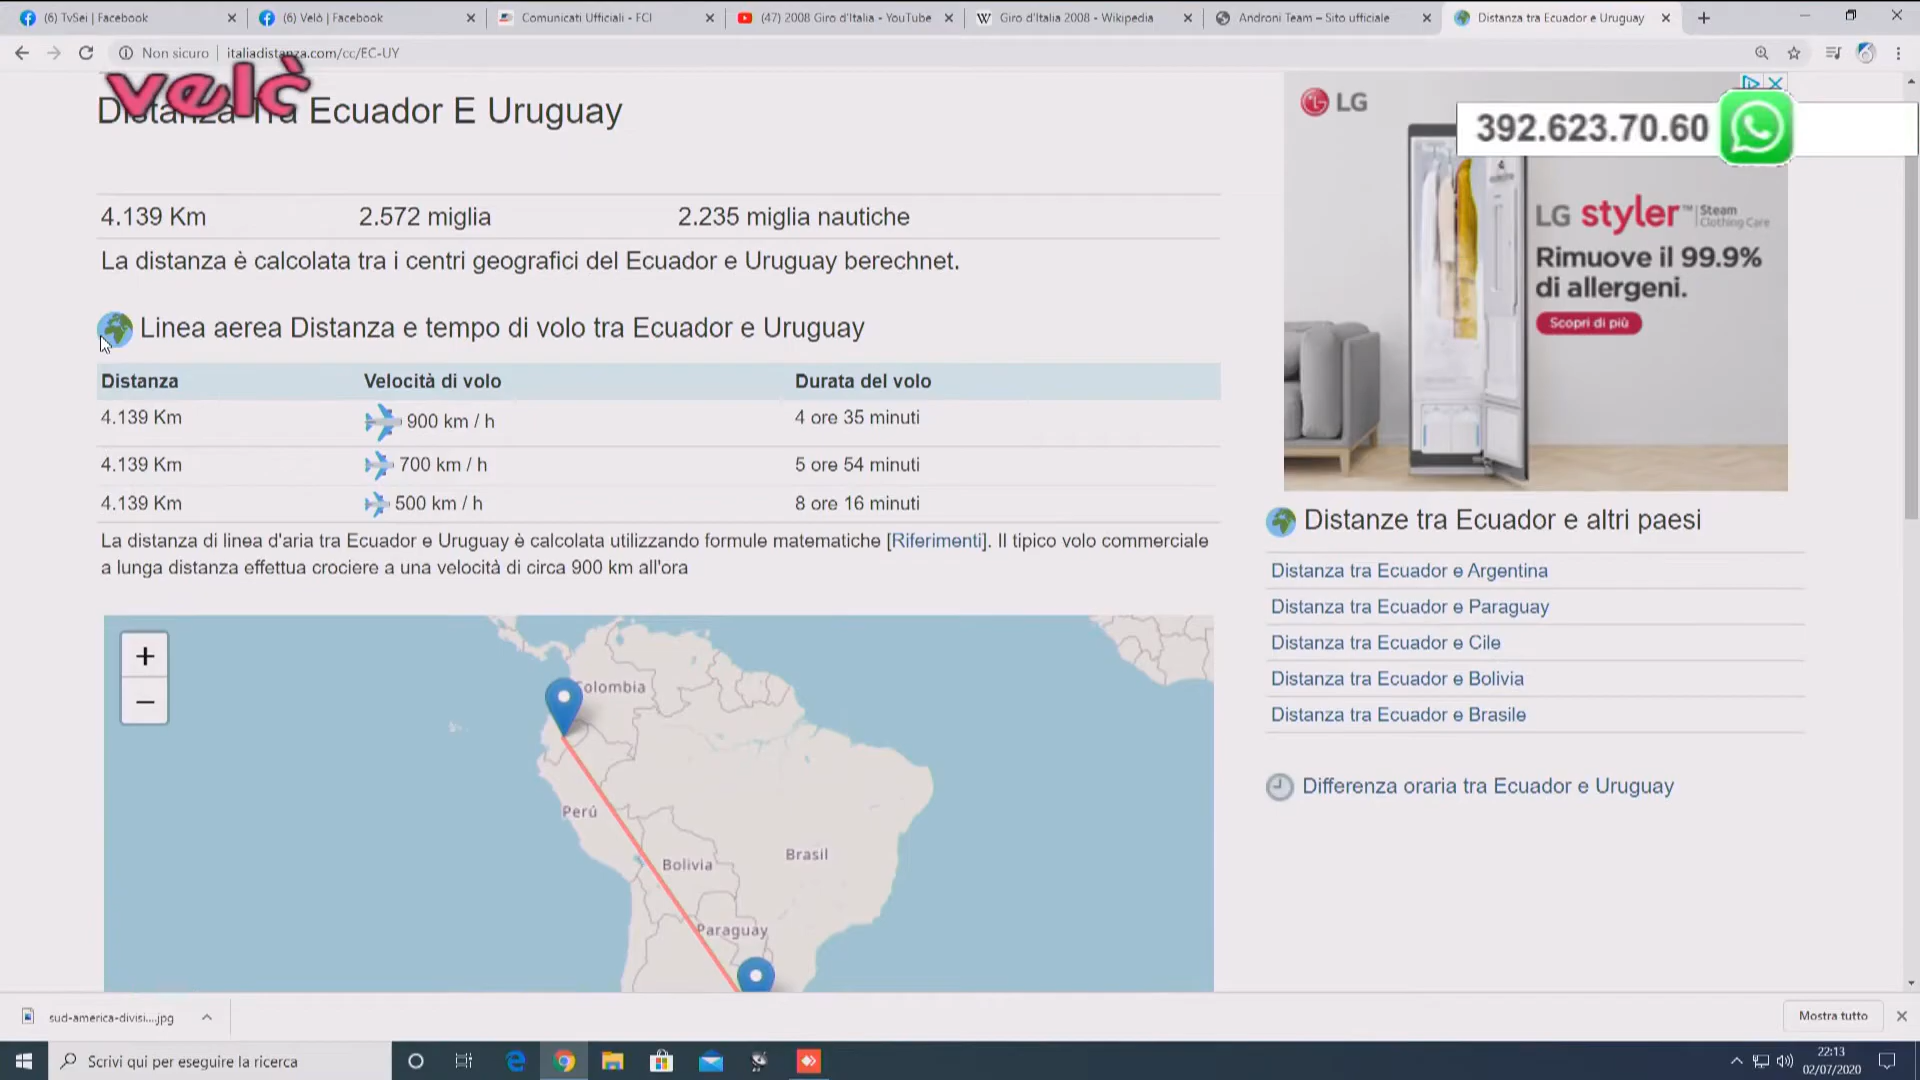 (6) TvSei | Facebook
(6) Velò | Facebook
Comunicati Ufficiali - FCI
(47) 2008 Giro d'Italia - YouTube
Giro d'Italia 2008 - Wikipedia
Androni Team – Sito ufficiale
Distanza tra Ecuador e Uruguay
Non sicuro
italiadistanza.com/cc/EC-UY
velò
Distanza Tra Ecuador E Uruguay
4.139 Km 2.572 miglia 2.235 miglia nautiche
La distanza è calcolata tra i centri geografici del Ecuador e Uruguay berechnet.
Linea aerea Distanza e tempo di volo tra Ecuador e Uruguay
Distanza Velocità di volo Durata del volo
4.139 Km 900 km / h 4 ore 35 minuti
4.139 Km 700 km / h 5 ore 54 minuti
4.139 Km 500 km / h 8 ore 16 minuti
La distanza di linea d'aria tra Ecuador e Uruguay è calcolata utilizzando formule matematiche [Riferimenti]. Il tipico volo commerciale
a lunga distanza effettua crociere a una velocità di circa 900 km all'ora
+
−
Colombia
Perú
Bolivia
Brasil
Paraguay
LG
392.623.70.60
LG styler™ Steam
Clothing Care
Rimuove il 99.9%
di allergeni.
Scopri di più
Distanze tra Ecuador e altri paesi
Distanza tra Ecuador e Argentina
Distanza tra Ecuador e Paraguay
Distanza tra Ecuador e Cile
Distanza tra Ecuador e Bolivia
Distanza tra Ecuador e Brasile
Differenza oraria tra Ecuador e Uruguay
sud-america-divisi....jpg
Mostra tutto
Scrivi qui per eseguire la ricerca
22:13
02/07/2020